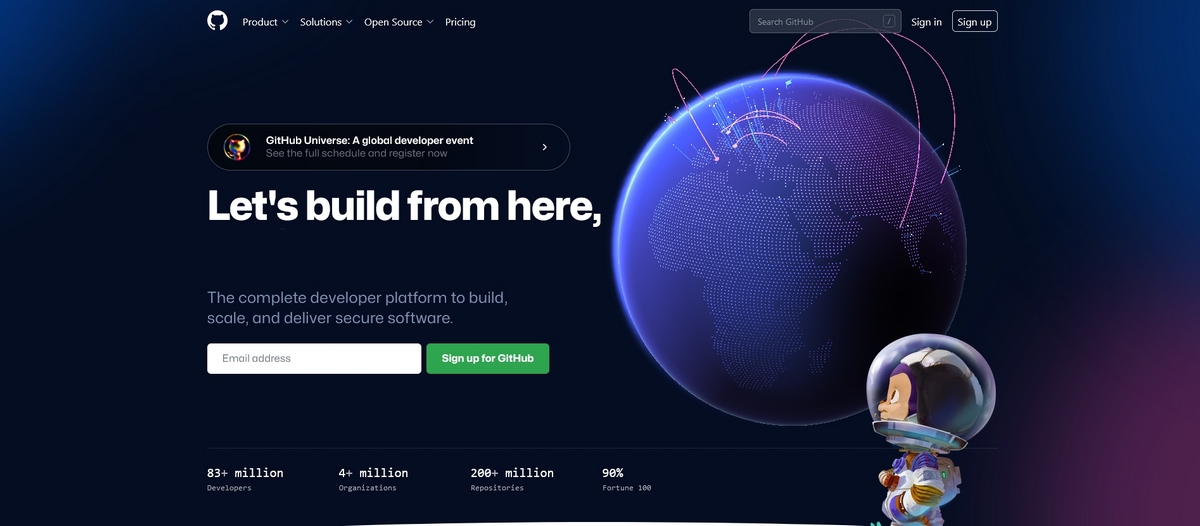 Product Solutions Open Source Pricing Search GitHub / Sign in Sign up
GitHub Universe: A global developer event
See the full schedule and register now
Let's build from here,
The complete developer platform to build,
scale, and deliver secure software.
Email address Sign up for GitHub
83+ million 4+ million 200+ million 90%
Developers Organizations Repositories Fortune 100